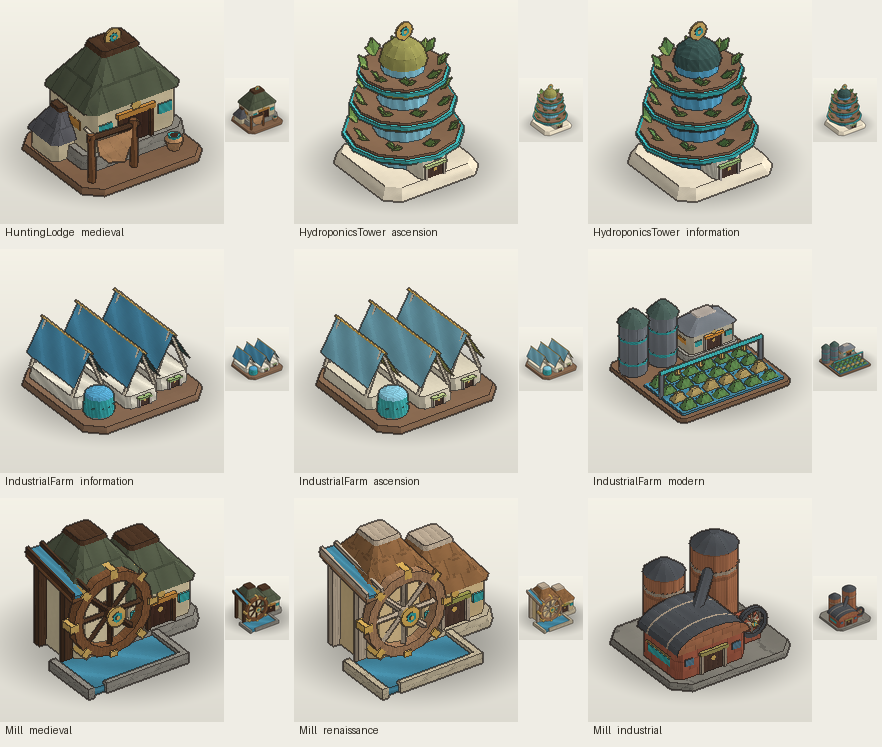 HuntingLodge medieval
HydroponicsTower ascension
HydroponicsTower information
IndustrialFarm information
IndustrialFarm ascension
IndustrialFarm modern
Mill medieval
Mill renaissance
Mill industrial